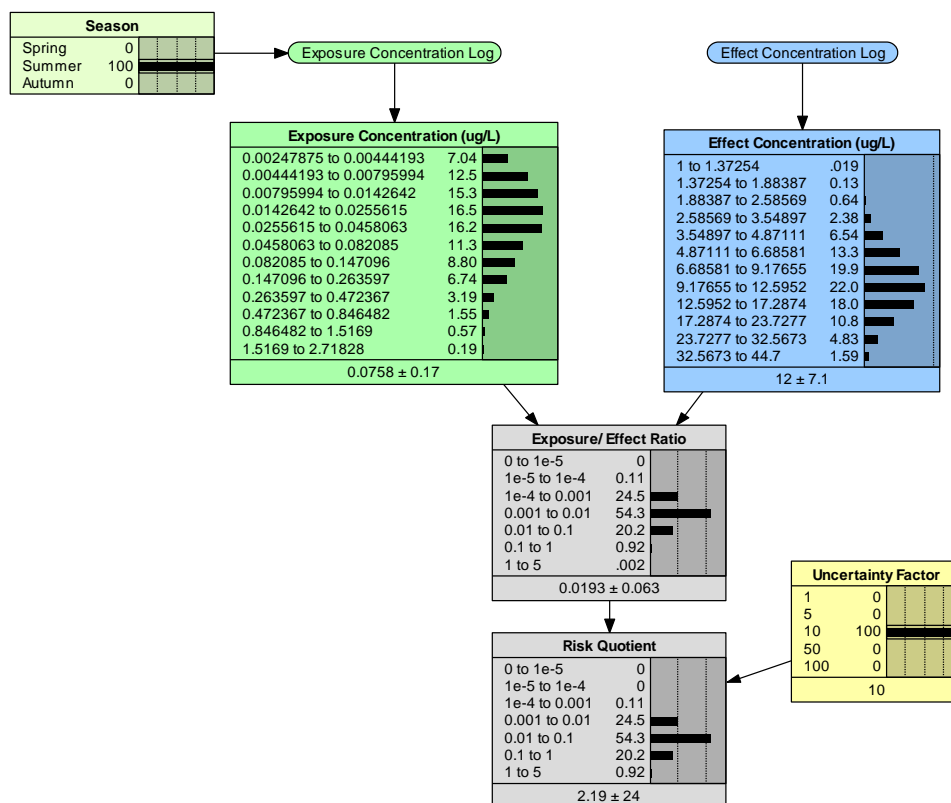 Season
Spring 0
Summer 100
Autumn 0
Exposure Concentration Log
Effect Concentration Log
Exposure Concentration (ug/L)
0.00247875 to 0.00444193 7.04
0.00444193 to 0.00795994 12.5
0.00795994 to 0.0142642 15.3
0.0142642 to 0.0255615 16.5
0.0255615 to 0.0458063 16.2
0.0458063 to 0.082085 11.3
0.082085 to 0.147096 8.80
0.147096 to 0.263597 6.74
0.263597 to 0.472367 3.19
0.472367 to 0.846482 1.55
0.846482 to 1.5169 0.57
1.5169 to 2.71828 0.19
0.0758 ± 0.17
Effect Concentration (ug/L)
1 to 1.37254 .019
1.37254 to 1.88387 0.13
1.88387 to 2.58569 0.64
2.58569 to 3.54897 2.38
3.54897 to 4.87111 6.54
4.87111 to 6.68581 13.3
6.68581 to 9.17655 19.9
9.17655 to 12.5952 22.0
12.5952 to 17.2874 18.0
17.2874 to 23.7277 10.8
23.7277 to 32.5673 4.83
32.5673 to 44.7 1.59
12 ± 7.1
Exposure/ Effect Ratio
0 to 1e-5 0
1e-5 to 1e-4 0.11
1e-4 to 0.001 24.5
0.001 to 0.01 54.3
0.01 to 0.1 20.2
0.1 to 1 0.92
1 to 5 .002
0.0193 ± 0.063
Uncertainty Factor
1 0
5 0
10 100
50 0
100 0
10
Risk Quotient
0 to 1e-5 0
1e-5 to 1e-4 0
1e-4 to 0.001 0.11
0.001 to 0.01 24.5
0.01 to 0.1 54.3
0.1 to 1 20.2
1 to 5 0.92
2.19 ± 24